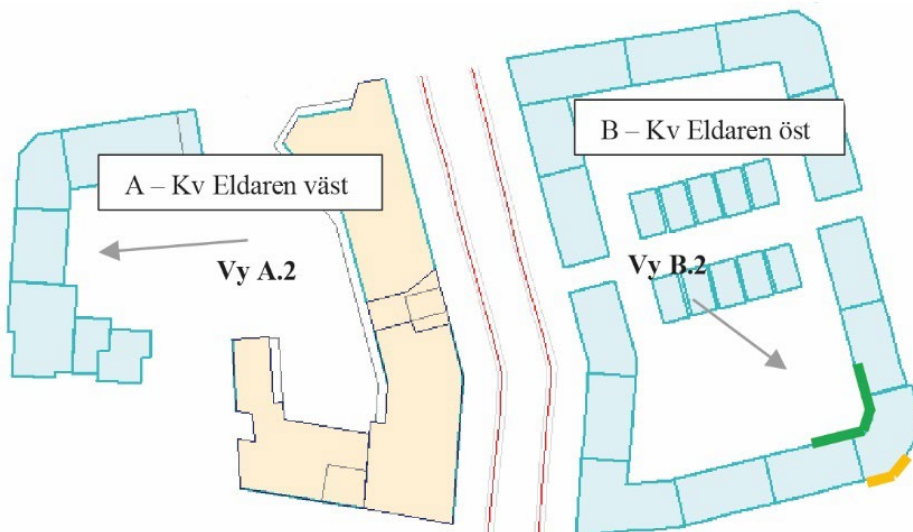 B – Kv Eldaren öst
A – Kv Eldaren väst
Vy A.2
Vy B.2